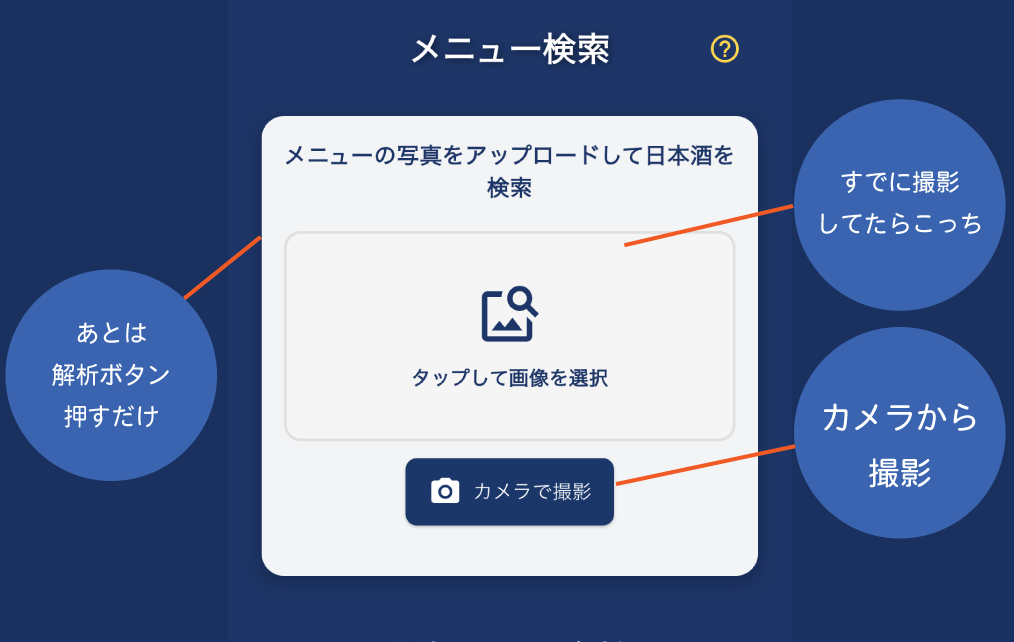 メニュー検索
メニューの写真をアップロードして日本酒を
検索
タップして画像を選択
カメラで撮影
すでに撮影
してたらこっち
カメラから
撮影
あとは
解析ボタン
押すだけ